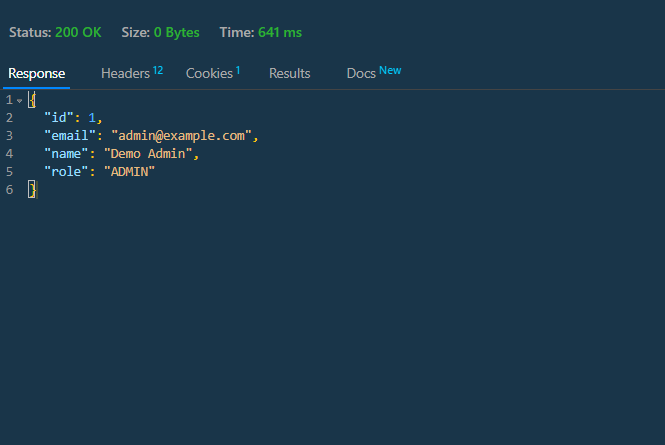 Status: 200 OK Size: 0 Bytes Time: 641 ms
Response Headers 12 Cookies 1 Results Docs New
1 {
2 "id": 1,
3 "email": "admin@example.com",
4 "name": "Demo Admin",
5 "role": "ADMIN"
6 }